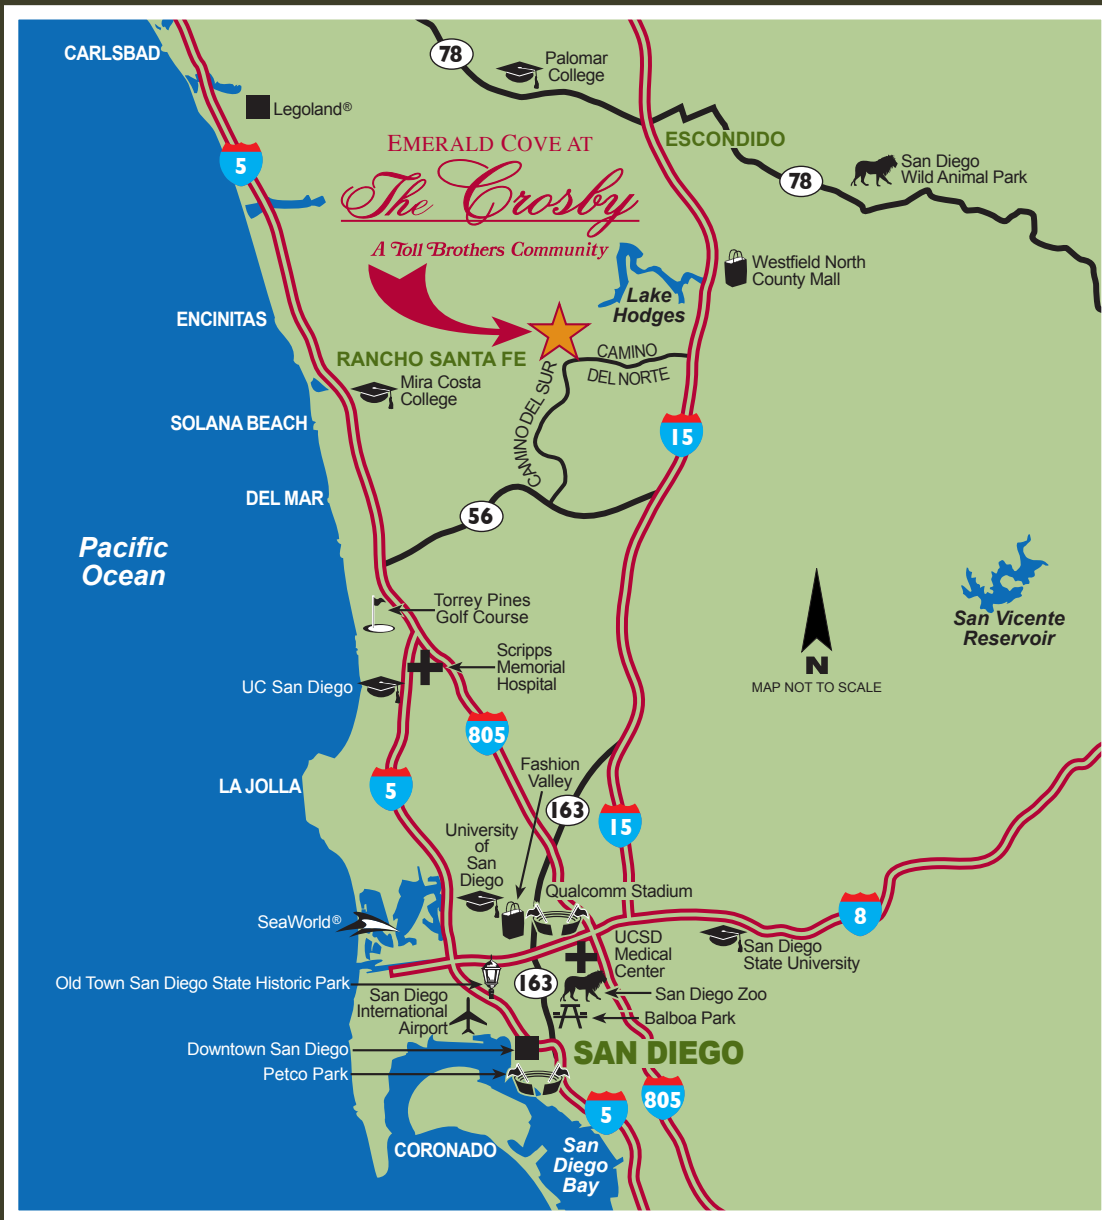 CARLSBAD
78
Palomar
College
Legoland®
EMERALD COVE AT
The Crosby
A Toll Brothers Community
ESCONDIDO
5
78
San Diego
Wild Animal Park
Westfield North
County Mall
Lake
Hodges
ENCINITAS
RANCHO SANTA FE
CAMINO
DEL NORTE
CAMINO DEL SUR
Mira Costa
College
SOLANA BEACH
15
DEL MAR
56
Pacific
Ocean
Torrey Pines
Golf Course
San Vicente
Reservoir
N
MAP NOT TO SCALE
Scripps
Memorial
Hospital
UC San Diego
805
Fashion
Valley
LA JOLLA
5
163
15
University
of
San
Diego
Qualcomm Stadium
SeaWorld®
8
UCSD
Medical
Center
San Diego
State University
Old Town San Diego State Historic Park
163
San Diego Zoo
San Diego
International
Airport
Balboa Park
Downtown San Diego
SAN DIEGO
Petco Park
5
805
CORONADO
San
Diego
Bay